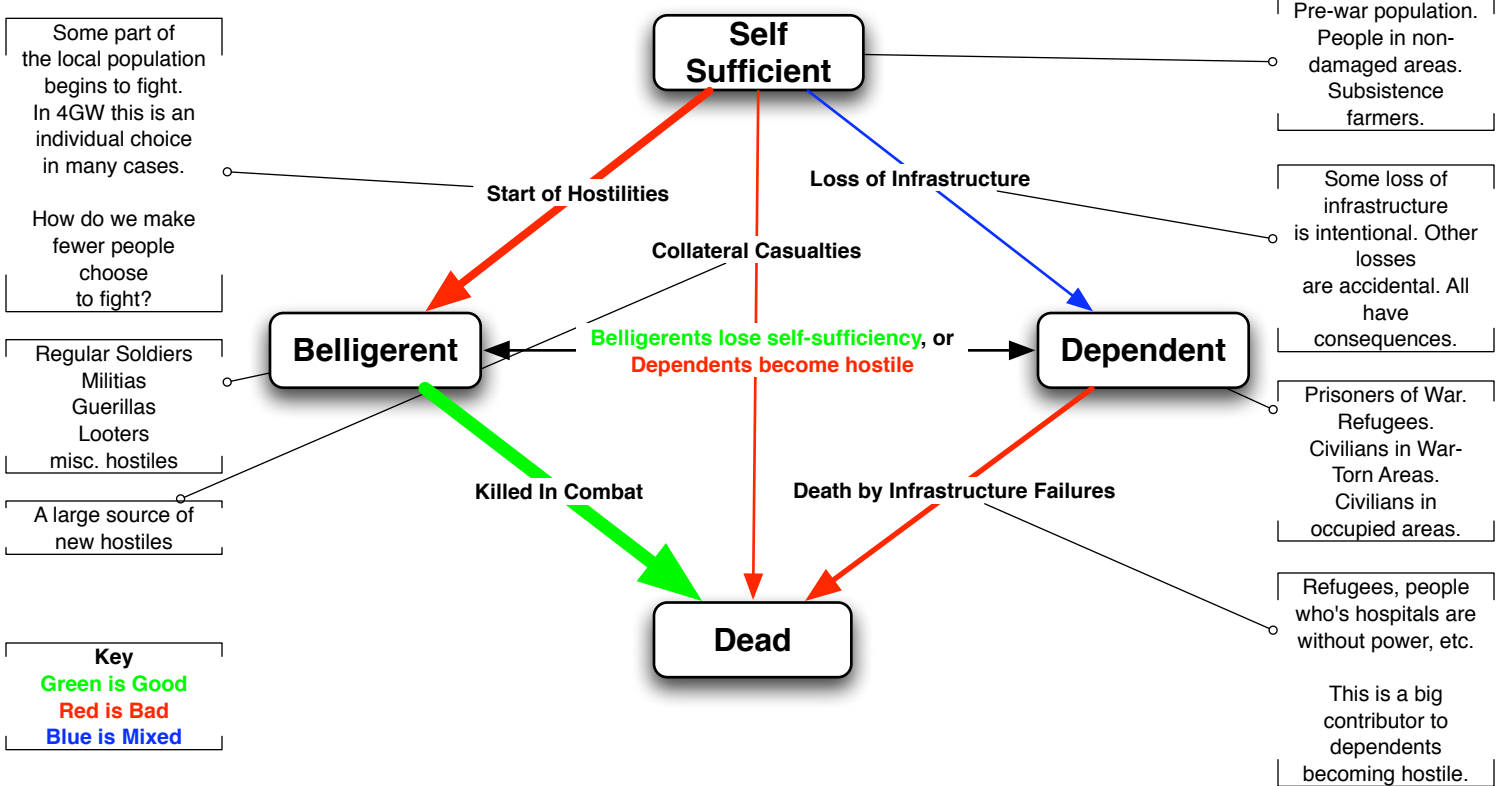 Some part of
the local population
begins to fight.
In 4GW this is an
individual choice
in many cases.
How do we make
fewer people
choose
to fight?
Regular Soldiers
Militias
Guerillas
Looters
misc. hostiles
A large source of
new hostiles
Key
Green is Good
Red is Bad
Blue is Mixed
Self
Sufficient
Start of Hostilities
Loss of Infrastructure
Collateral Casualties
Belligerent
Belligerents lose self-sufficiency, or
Dependents become hostile
Dependent
Killed In Combat
Death by Infrastructure Failures
Dead
Pre-war population.
People in non-
damaged areas.
Subsistence
farmers.
Some loss of
infrastructure
is intentional. Other
losses
are accidental. All
have
consequences.
Prisoners of War.
Refugees.
Civilians in War-
Torn Areas.
Civilians in
occupied areas.
Refugees, people
who's hospitals are
without power, etc.
This is a big
contributor to
dependents
becoming hostile.